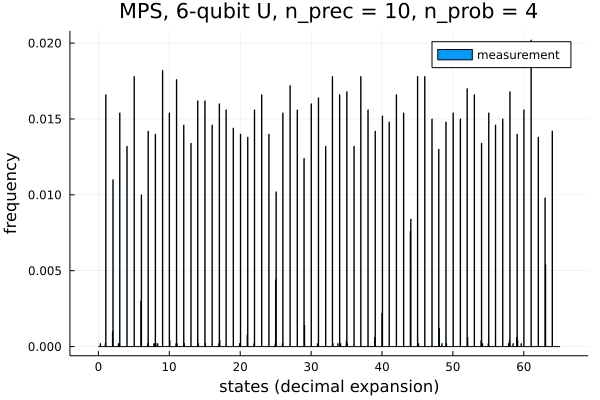 MPS, 6-qubit U, n_prec = 10, n_prob = 4
measurement
frequency
0.020
0.015
0.010
0.005
0.000
0 10 20 30 40 50 60
states (decimal expansion)